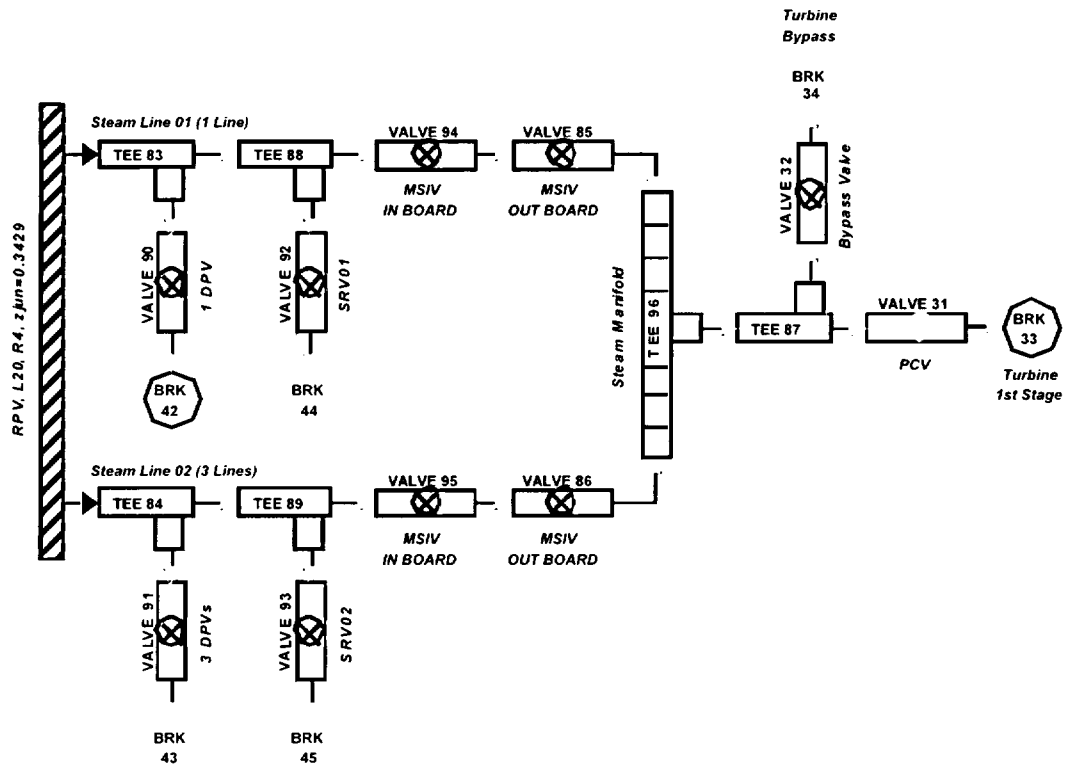 Turbine
Bypass
BRK
34
VALVE 32
Bypass Valve
RPV, L20, R4, zjun=0.3429
Steam Line 01 (1 Line)
TEE 83
TEE 88
VALVE 94
VALVE 85
MSIV
IN BOARD
MSIV
OUT BOARD
VALVE 90
1 DPV
VALVE 92
SRV01
BRK
42
BRK
44
Steam Manifold
TEE 96
TEE 87
VALVE 31
PCV
BRK
33
Turbine
1st Stage
Steam Line 02 (3 Lines)
TEE 84
TEE 89
VALVE 95
VALVE 86
MSIV
IN BOARD
MSIV
OUT BOARD
VALVE 91
3 DPVs
VALVE 93
SRV02
BRK
43
BRK
45